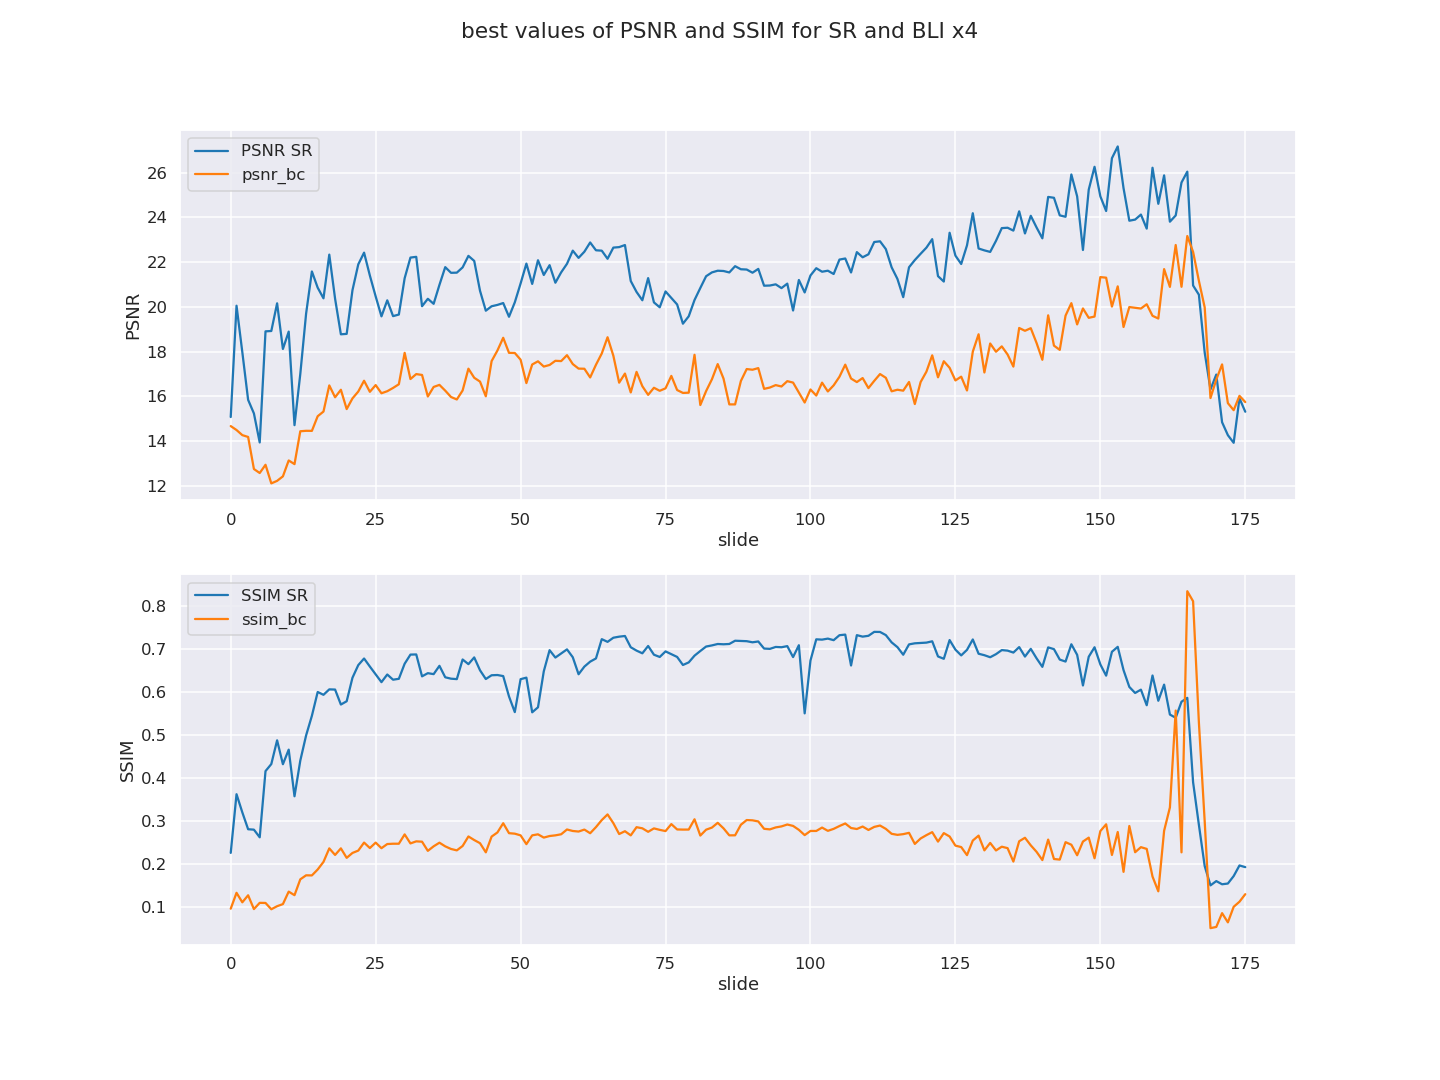 best values of PSNR and SSIM for SR and BLI x4
PSNR SR
psnr_bc
26
24
22
20
18
16
14
12
PSNR
0 25 50 75 100 125 150 175
slide
SSIM SR
ssim_bc
0.8
0.7
0.6
0.5
0.4
0.3
0.2
0.1
SSIM
0 25 50 75 100 125 150 175
slide